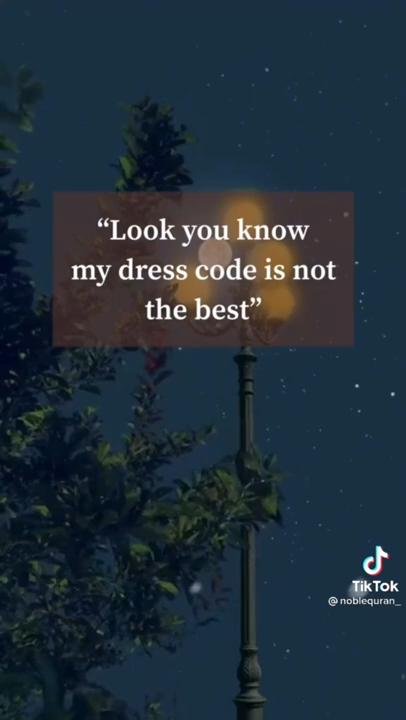 “Look you know
my dress code is not
the best”
TikTok
@noblequran_